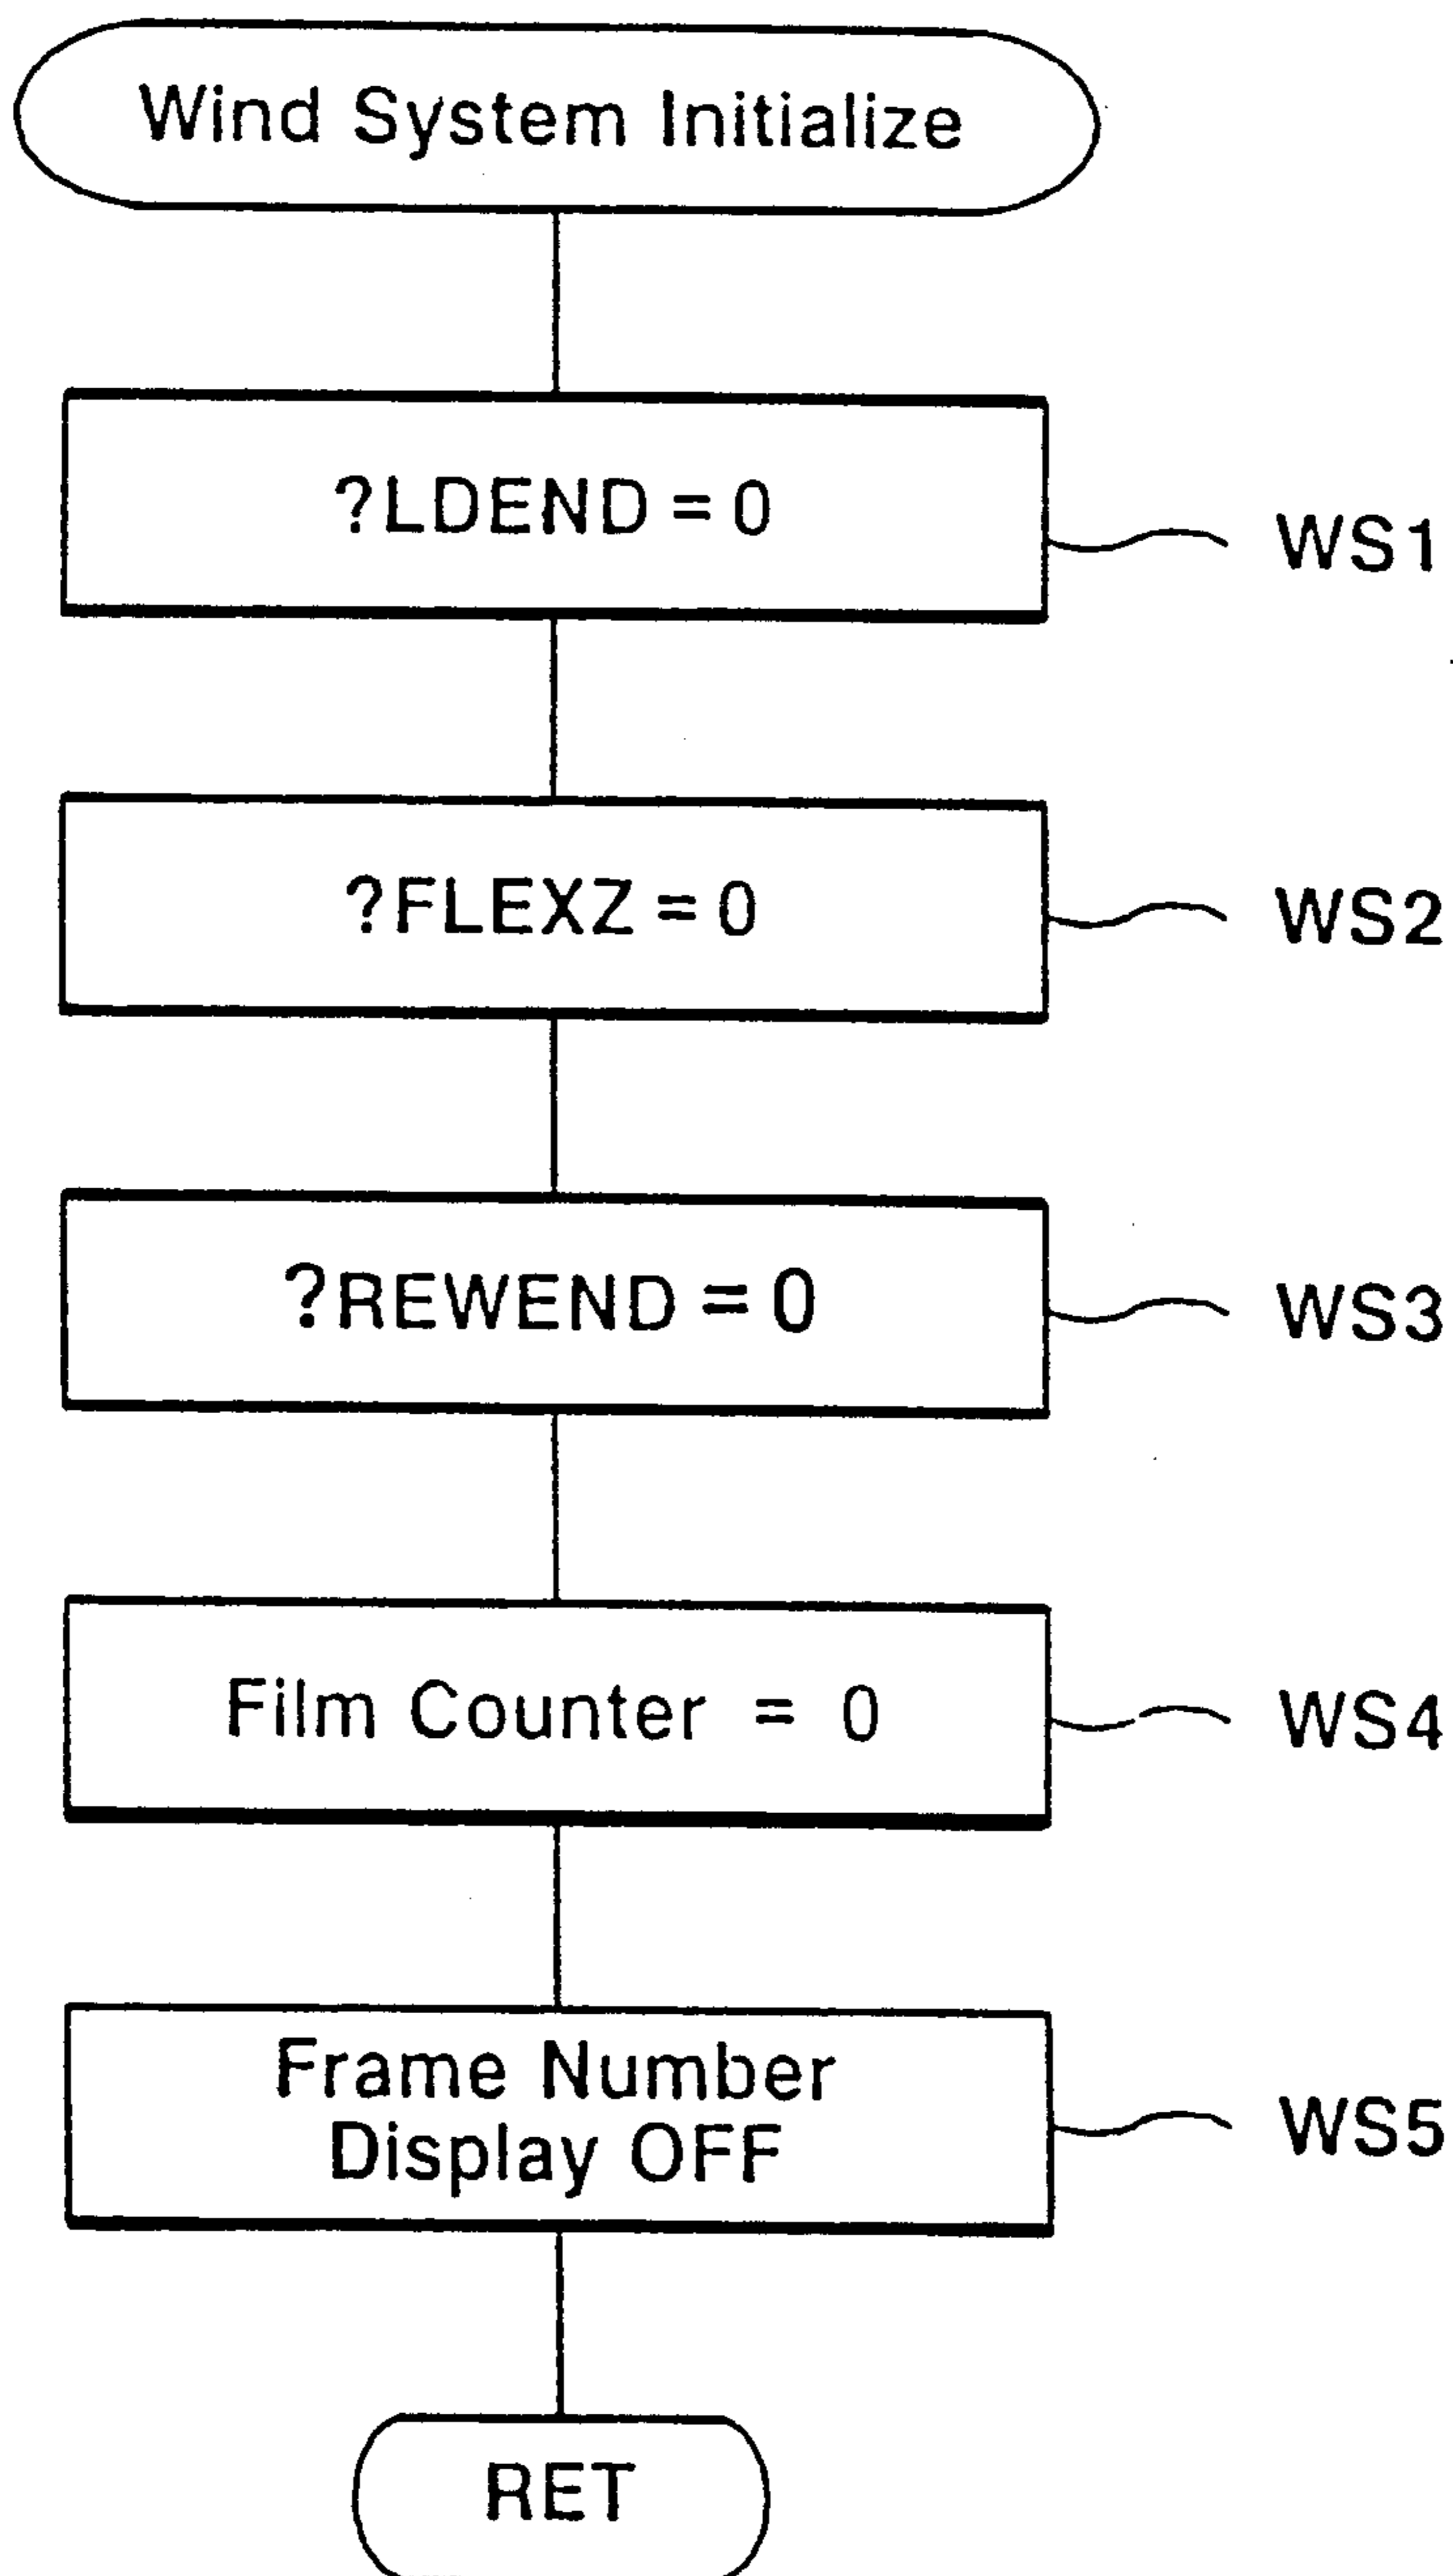 Wind System Initialize
?LDEND = 0
WS1
?FLEXZ = 0
WS2
?REWEND = 0
WS3
Film Counter = 0
WS4
Frame Number
Display OFF
WS5
RET